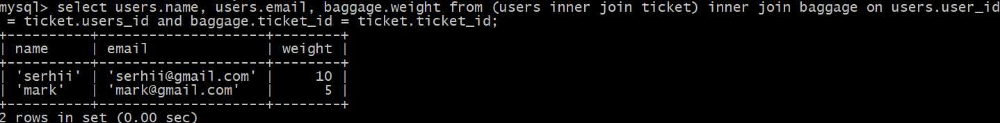 mysql> select users.name, users.email, baggage.weight from (users inner join ticket) inner join baggage on users.user_id
 = ticket.users_id and baggage.ticket_id = ticket.ticket_id;
+----------+--------------------+--------+
| name     | email              | weight |
+----------+--------------------+--------+
| 'serhii' | 'serhii@gmail.com' |     10 |
| 'mark'   | 'mark@gmail.com'   |      5 |
+----------+--------------------+--------+
2 rows in set (0.00 sec)